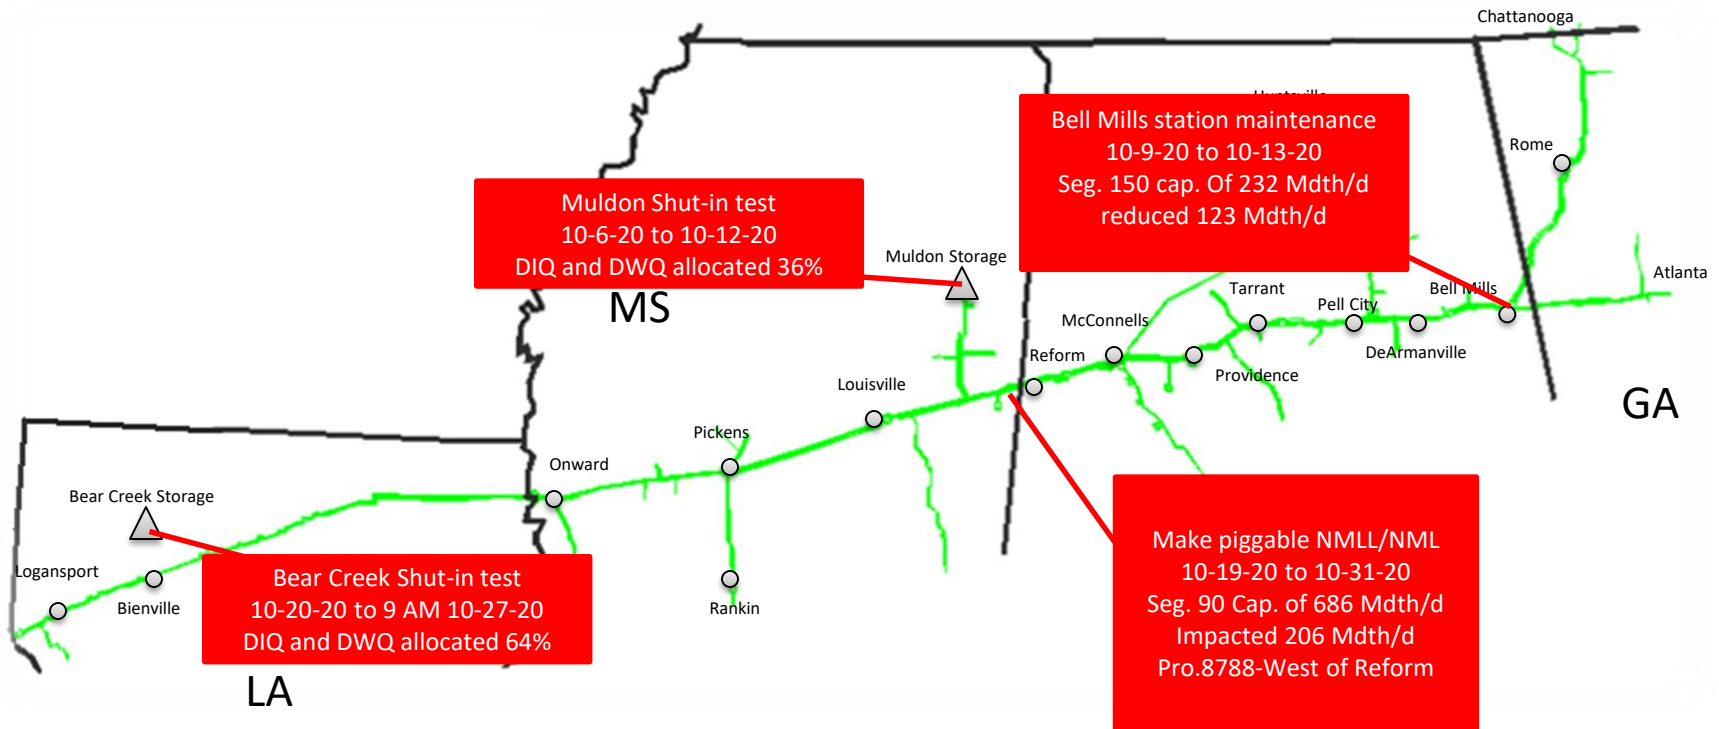 Chattanooga
Bell Mills station maintenance
10-9-20 to 10-13-20
Seg. 150 cap. Of 232 Mdth/d
reduced 123 Mdth/d
Rome
Muldon Shut-in test
10-6-20 to 10-12-20
DIQ and DWQ allocated 36%
Muldon Storage
MS
Atlanta
Tarrant
Bell Mills
Pell City
McConnells
DeArmanville
Reform
Providence
Louisville
GA
Pickens
Onward
Bear Creek Storage
Make piggable NMLL/NML
10-19-20 to 10-31-20
Seg. 90 Cap. of 686 Mdth/d
Impacted 206 Mdth/d
Pro.8788-West of Reform
Logansport
Bienville
Rankin
Bear Creek Shut-in test
10-20-20 to 9 AM 10-27-20
DIQ and DWQ allocated 64%
LA